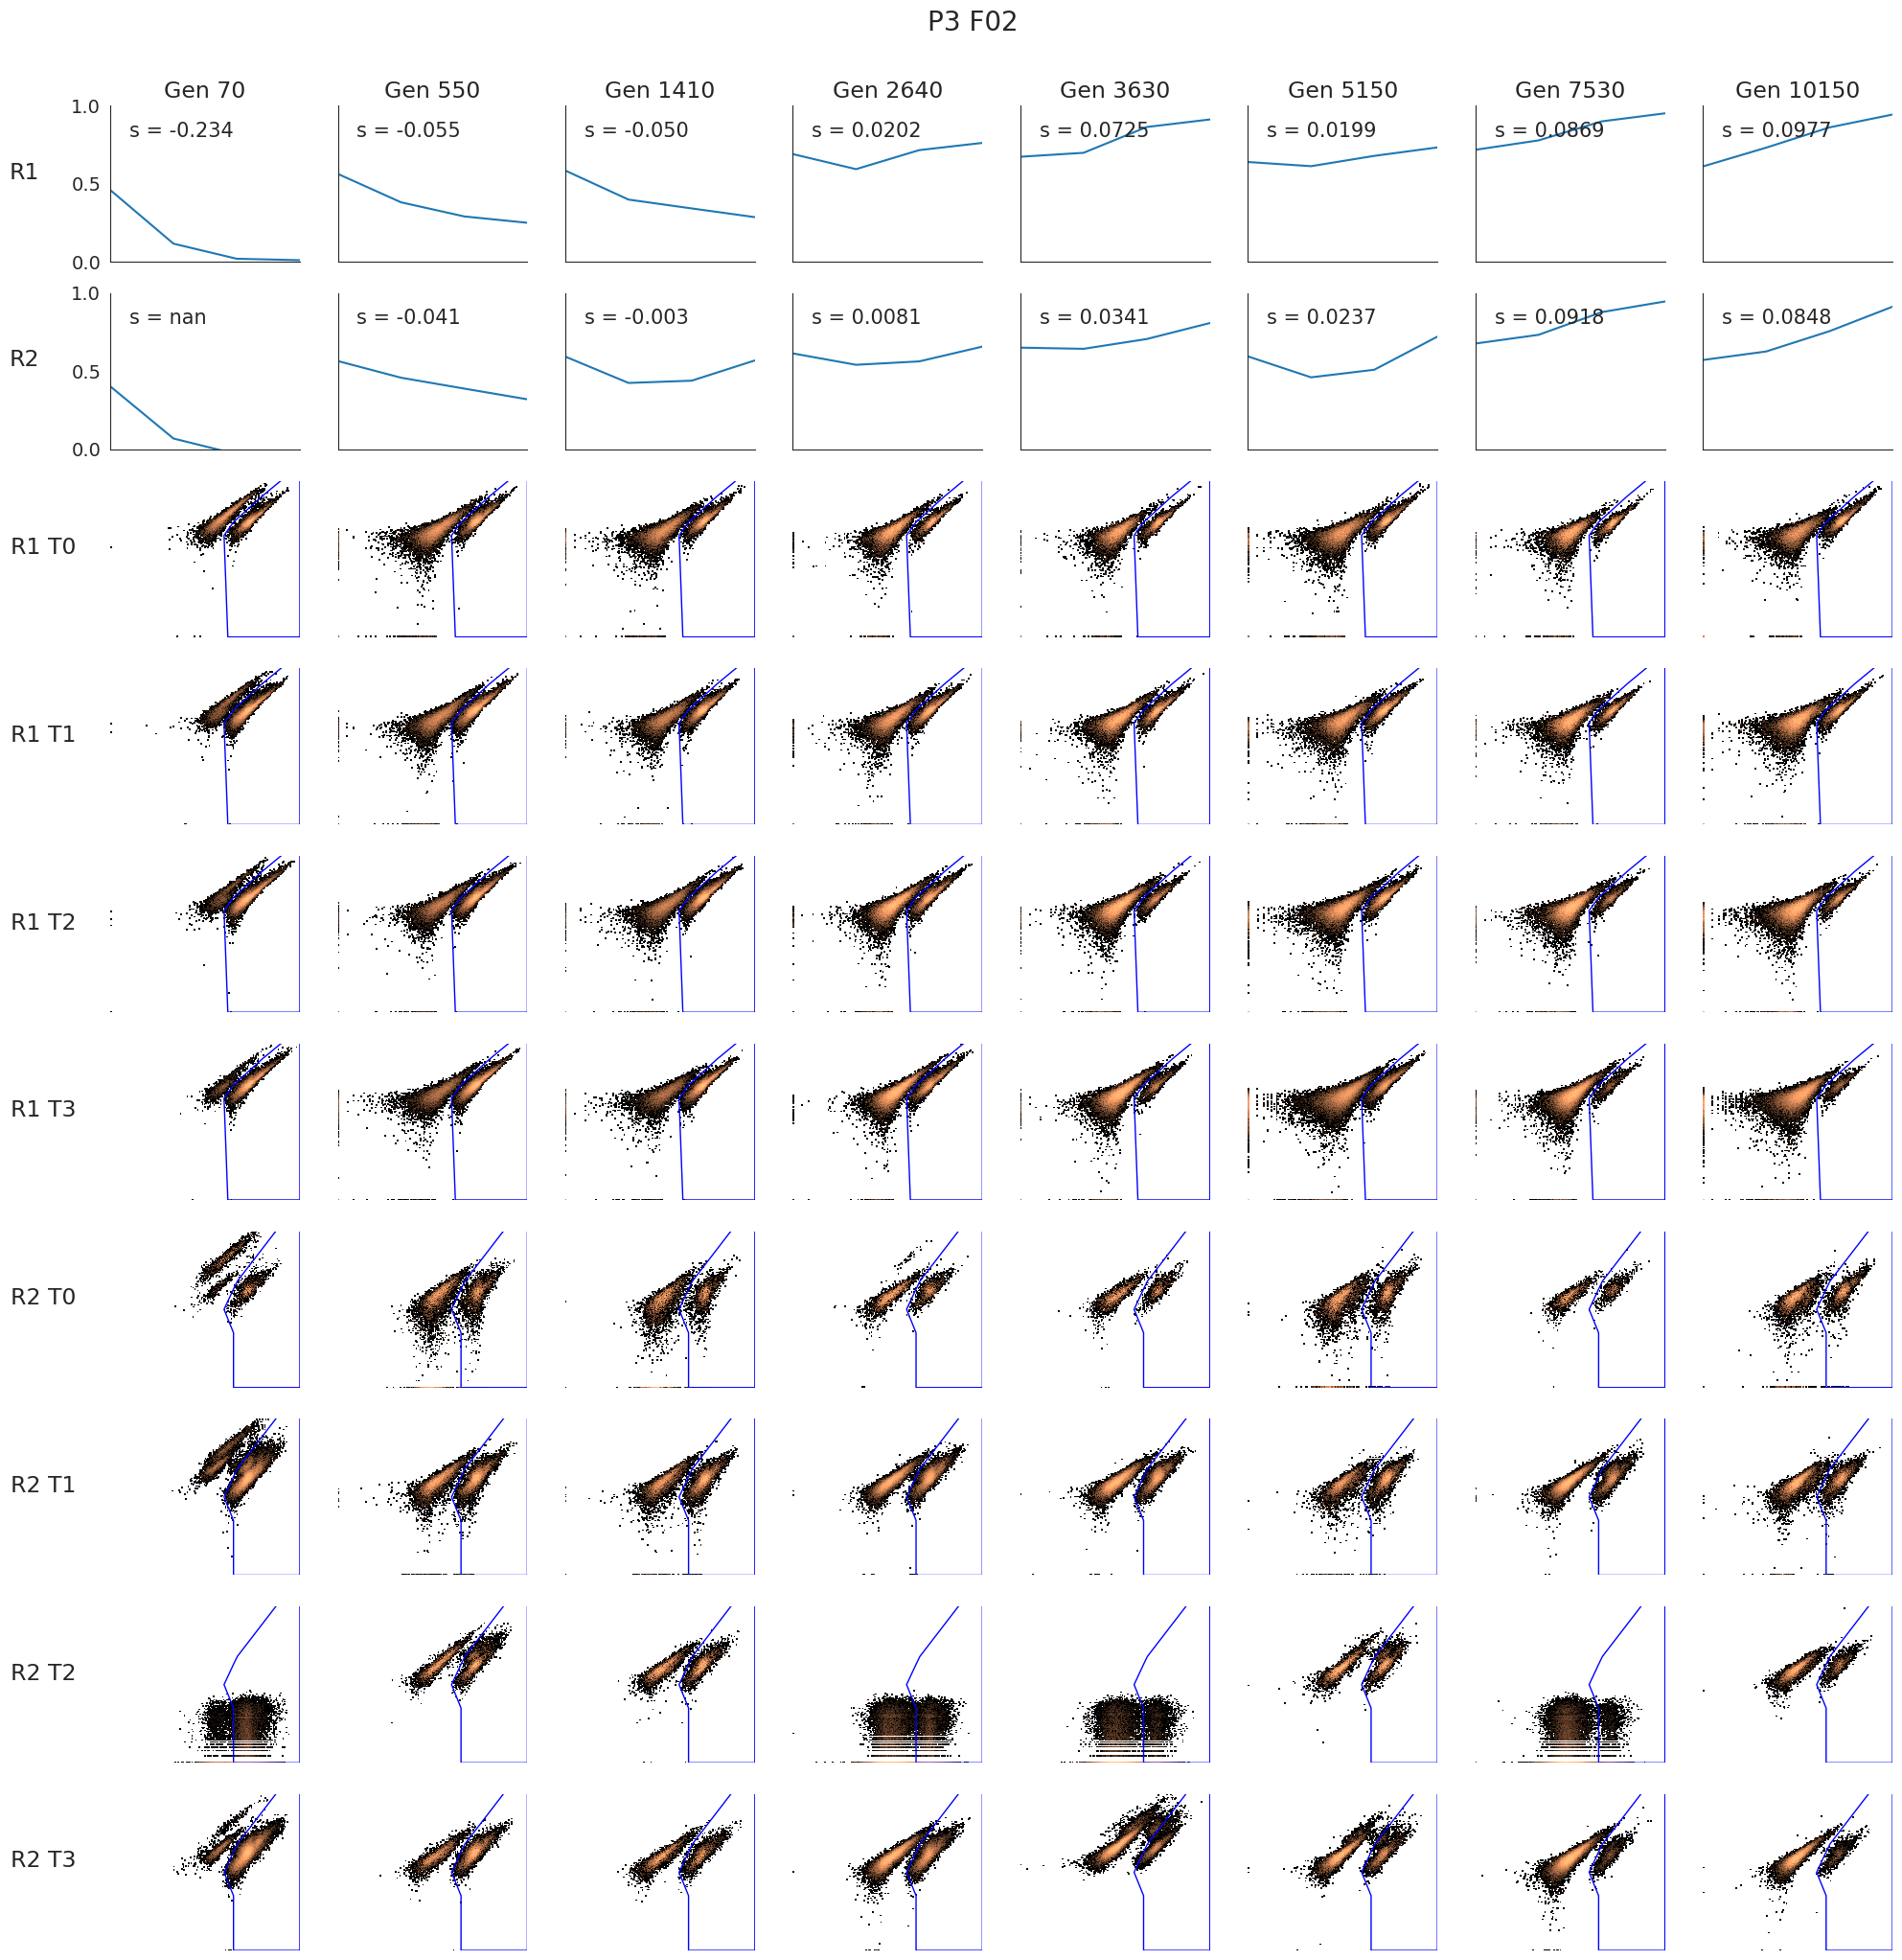 P3 F02
Gen 70 Gen 550 Gen 1410 Gen 2640 Gen 3630 Gen 5150 Gen 7530 Gen 10150
1.0
s = -0.234 s = -0.055 s = -0.050 s = 0.0202 s = 0.0725 s = 0.0199 s = 0.0869 s = 0.0977
R1
0.5
0.0
1.0
s = nan s = -0.041 s = -0.003 s = 0.0081 s = 0.0341 s = 0.0237 s = 0.0918 s = 0.0848
R2
0.5
0.0
R1 T0
R1 T1
R1 T2
R1 T3
R2 T0
R2 T1
R2 T2
R2 T3